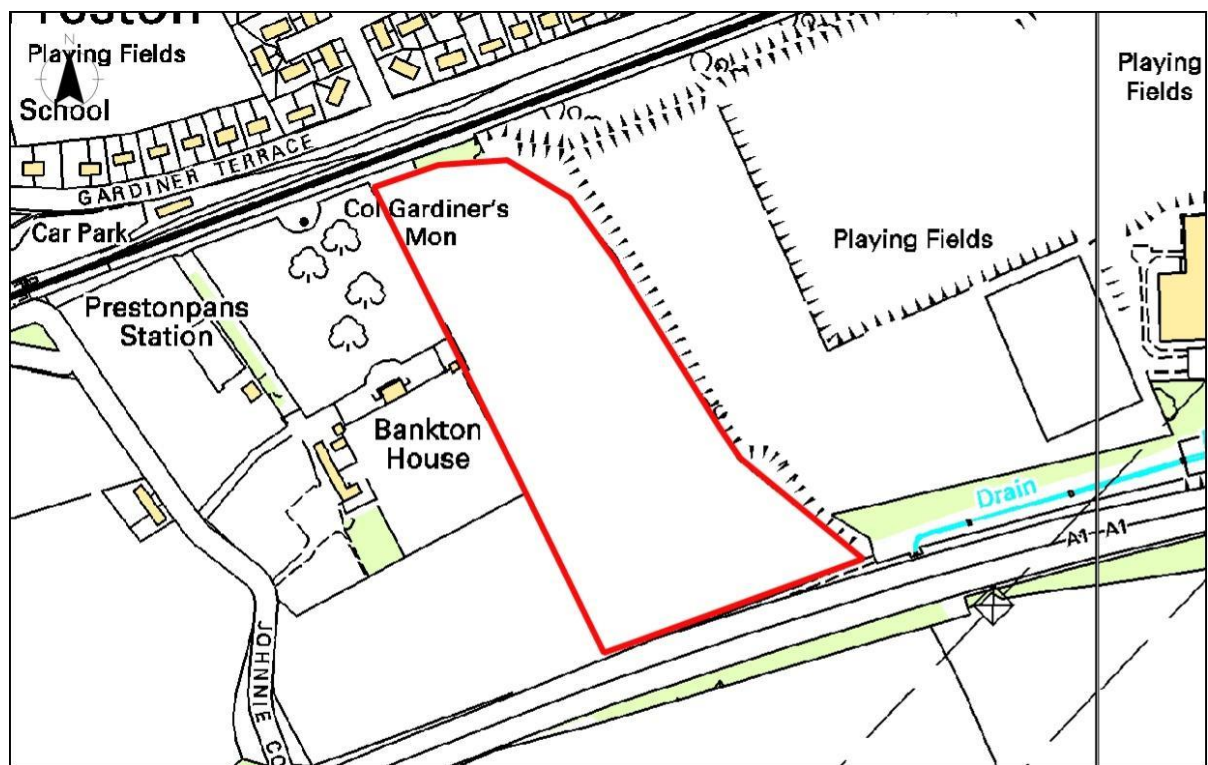 Playing Fields
N
School
GARDINER TERRACE
Car Park
Col Gardiner's
Mon
Prestonpans
Station
Bankton
House
Playing Fields
Playing
Fields
Drain
A1
A1
JOHNNIE